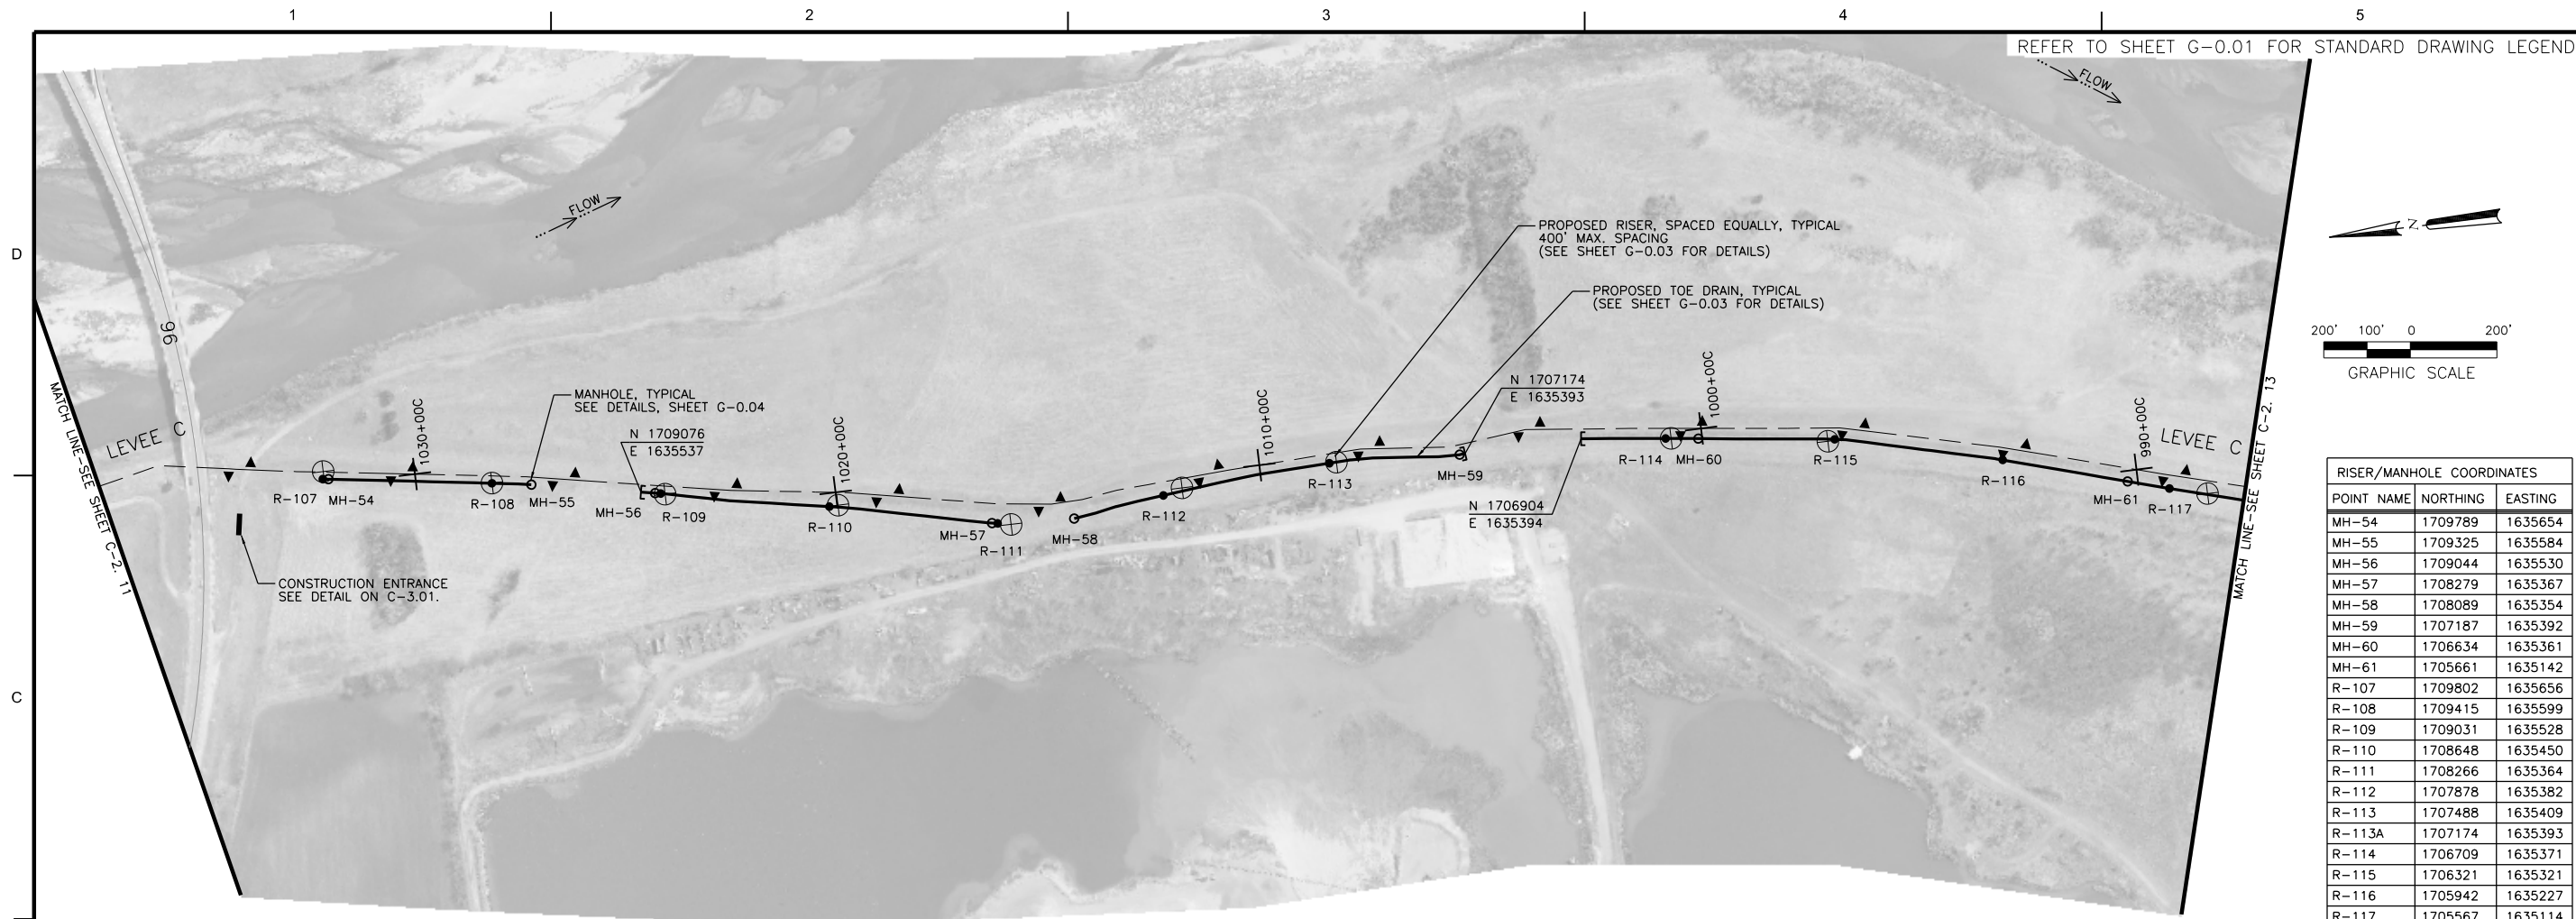 1 2 3 4 5
REFER TO SHEET G-0.01 FOR STANDARD DRAWING LEGEND
FLOW
FLOW
D
C
PROPOSED RISER, SPACED EQUALLY, TYPICAL
400' MAX. SPACING
(SEE SHEET G-0.03 FOR DETAILS)
PROPOSED TOE DRAIN, TYPICAL
(SEE SHEET G-0.03 FOR DETAILS)
N
200' 100' 0 200'
GRAPHIC SCALE
96
MATCH LINE-SEE SHEET C-2. 11
LEVEE C
MANHOLE, TYPICAL
SEE DETAILS, SHEET G-0.04
N 1709076
E 1635537
N 1707174
E 1635393
N 1706904
E 1635394
1030+00C
1020+00C
1010+00C
1000+00C
990+00C
LEVEE C
MATCH LINE-SEE SHEET C-2. 13
R-107
MH-54
R-108
MH-55
MH-56
R-109
R-110
MH-57
R-111
MH-58
R-112
R-113
MH-59
R-114
MH-60
R-115
R-116
MH-61
R-117
CONSTRUCTION ENTRANCE
SEE DETAIL ON C-3.01.
RISER/MANHOLE COORDINATES
POINT NAME NORTHING EASTING
MH-54 1709789 1635654
MH-55 1709325 1635584
MH-56 1709044 1635530
MH-57 1708279 1635367
MH-58 1708089 1635354
MH-59 1707187 1635392
MH-60 1706634 1635361
MH-61 1705661 1635142
R-107 1709802 1635656
R-108 1709415 1635599
R-109 1709031 1635528
R-110 1708648 1635450
R-111 1708266 1635364
R-112 1707878 1635382
R-113 1707488 1635409
R-113A 1707174 1635393
R-114 1706709 1635371
R-115 1706321 1635321
R-116 1705942 1635227
R-117 1705567 1635114